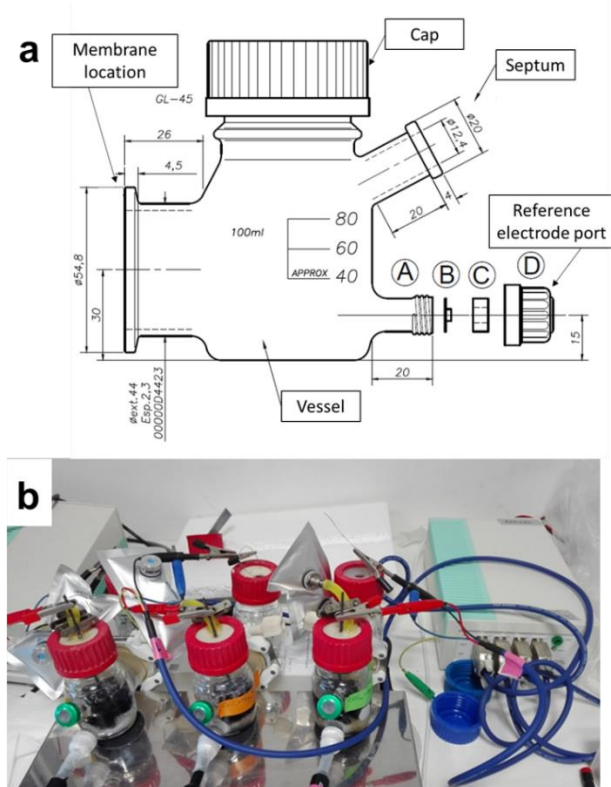 a
Membrane
location
Cap
Septum
GL-45
26
4,5
ø20
ø12.4
20
4
Reference
electrode port
100ml
80
60
APPROX 40
A
B
C
D
ø54,8
30
15
20
øext.44
Esp.2,3
00000D4423
Vessel
b